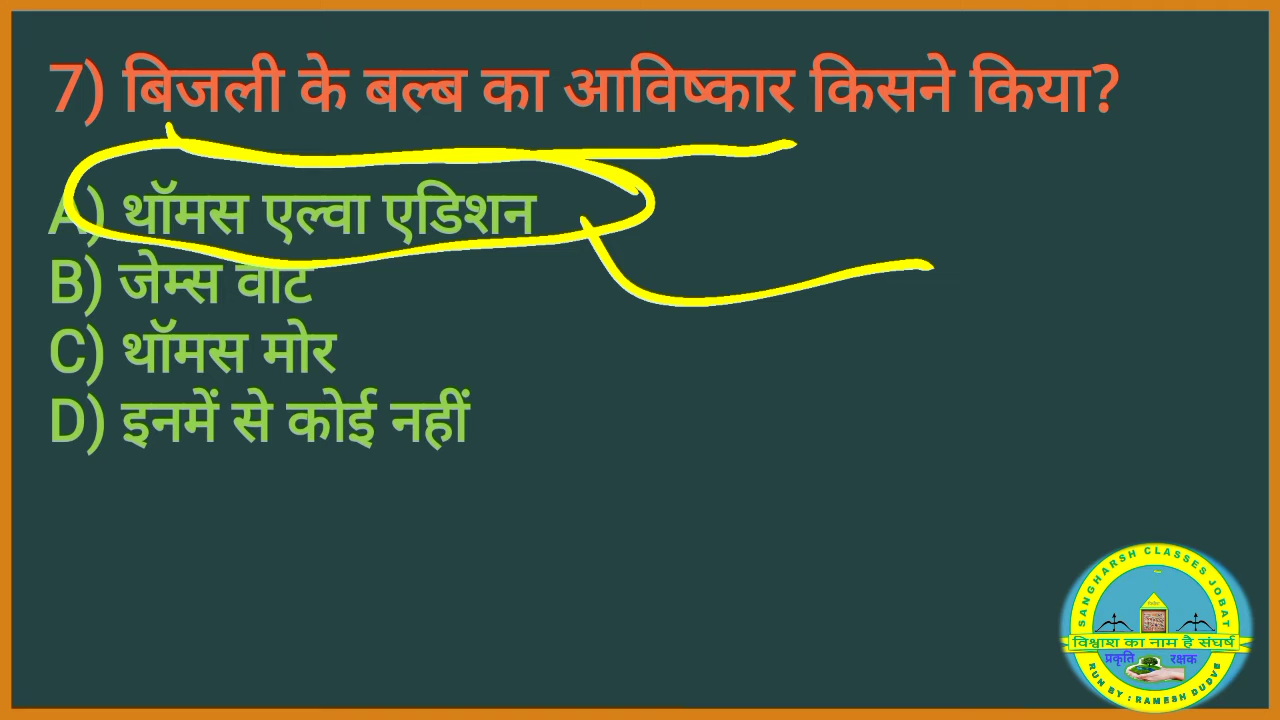 7) बिजली के बल्ब का आविष्कार किसने किया?
A) थॉमस एल्वा एडिशन
B) जेम्स वाट
C) थॉमस मोर
D) इनमें से कोई नहीं
SANGHARSH CLASSES JOBAT
विश्वाश का नाम है संघर्ष
प्रकृति रक्षक
RUN BY : RAMESH DUDVE